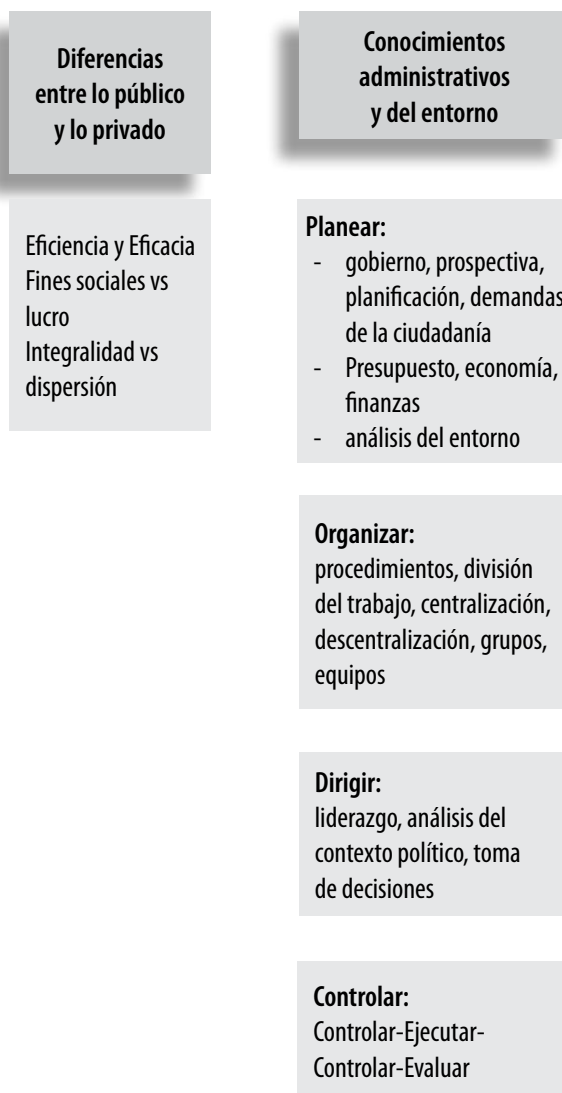 Diferencias
entre lo público
y lo privado
Eficiencia y Eficacia
Fines sociales vs
lucro
Integralidad vs
dispersión
Conocimientos
administrativos
y del entorno
Planear:
- gobierno, prospectiva,
planificación, demandas
de la ciudadanía
- Presupuesto, economía,
finanzas
- análisis del entorno
Organizar:
procedimientos, división
del trabajo, centralización,
descentralización, grupos,
equipos
Dirigir:
liderazgo, análisis del
contexto político, toma
de decisiones
Controlar:
Controlar-Ejecutar-
Controlar-Evaluar